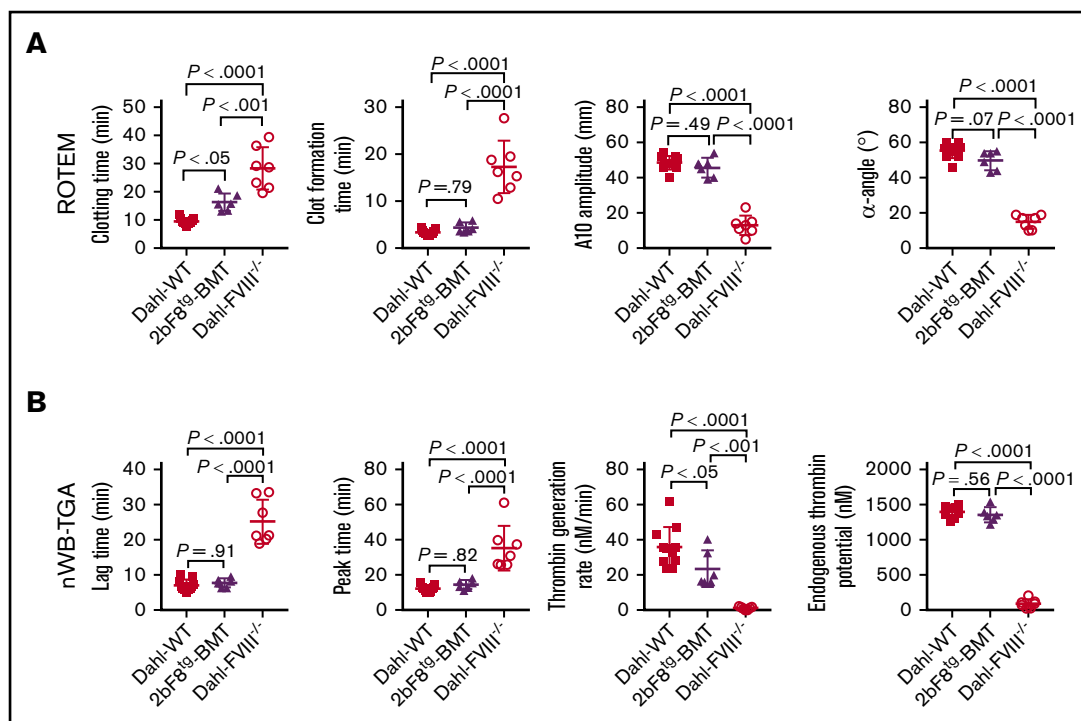 A
ROTEM
Clotting time (min)
50
40
30
20
10
0
P < .0001
P < .001
P < .05
Dahl-WT
2bF8tg-BMT
Dahl-FVIII-/-
Clot formation
time (min)
30
20
10
0
P < .0001
P < .0001
P = .79
Dahl-WT
2bF8tg-BMT
Dahl-FVIII-/-
A10 amplitude (mm)
80
60
40
20
0
P < .0001
P = .49
P < .0001
Dahl-WT
2bF8tg-BMT
Dahl-FVIII-/-
α-angle (°)
80
60
40
20
0
P < .0001
P = .07
P < .0001
Dahl-WT
2bF8tg-BMT
Dahl-FVIII-/-
B
nWB-TGA
Lag time (min)
40
30
20
10
0
P < .0001
P < .0001
P = .91
Dahl-WT
2bF8tg-BMT
Dahl-FVIII-/-
Peak time (min)
80
60
40
20
0
P < .0001
P < .0001
P = .82
Dahl-WT
2bF8tg-BMT
Dahl-FVIII-/-
Thrombin generation
rate (nM/min)
80
60
40
20
0
P < .0001
P < .001
P < .05
Dahl-WT
2bF8tg-BMT
Dahl-FVIII-/-
Endogenous thrombin
potential (nM)
2000
1500
1000
500
0
P < .0001
P = .56
P < .0001
Dahl-WT
2bF8tg-BMT
Dahl-FVIII-/-